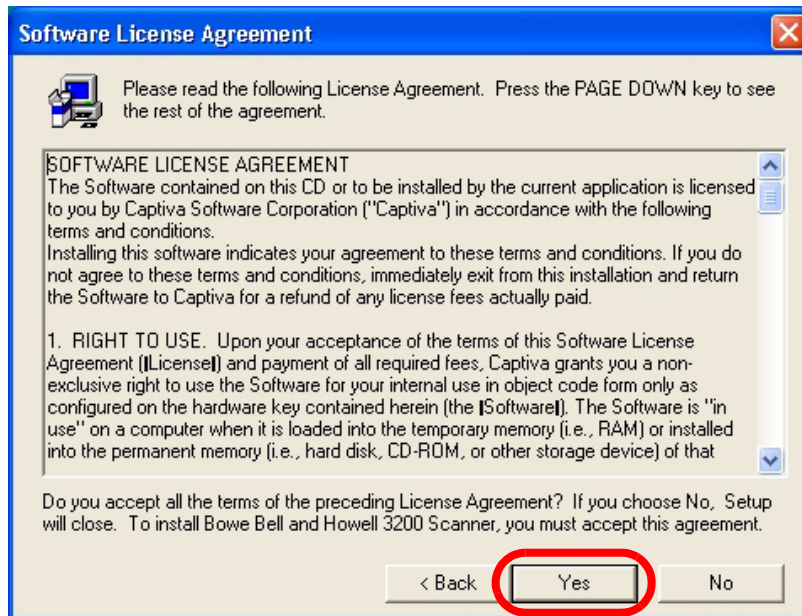 Software License Agreement
Please read the following License Agreement.  Press the PAGE DOWN key to see
the rest of the agreement.
SOFTWARE LICENSE AGREEMENT
The Software contained on this CD or to be installed by the current application is licensed
to you by Captiva Software Corporation ("Captiva") in accordance with the following
terms and conditions.
Installing this software indicates your agreement to these terms and conditions. If you do
not agree to these terms and conditions, immediately exit from this installation and return
the Software to Captiva for a refund of any license fees actually paid.
1.  RIGHT TO USE.  Upon your acceptance of the terms of this Software License
Agreement (|License|) and payment of all required fees, Captiva grants you a non-
exclusive right to use the Software for your internal use in object code form only as
configured on the hardware key contained herein (the |Software|). The Software is "in
use" on a computer when it is loaded into the temporary memory (i.e., RAM) or installed
into the permanent memory (i.e., hard disk, CD-ROM, or other storage device) of that
Do you accept all the terms of the preceding License Agreement?  If you choose No,  Setup
will close.  To install Bowe Bell and Howell 3200 Scanner, you must accept this agreement.
< Back
Yes
No